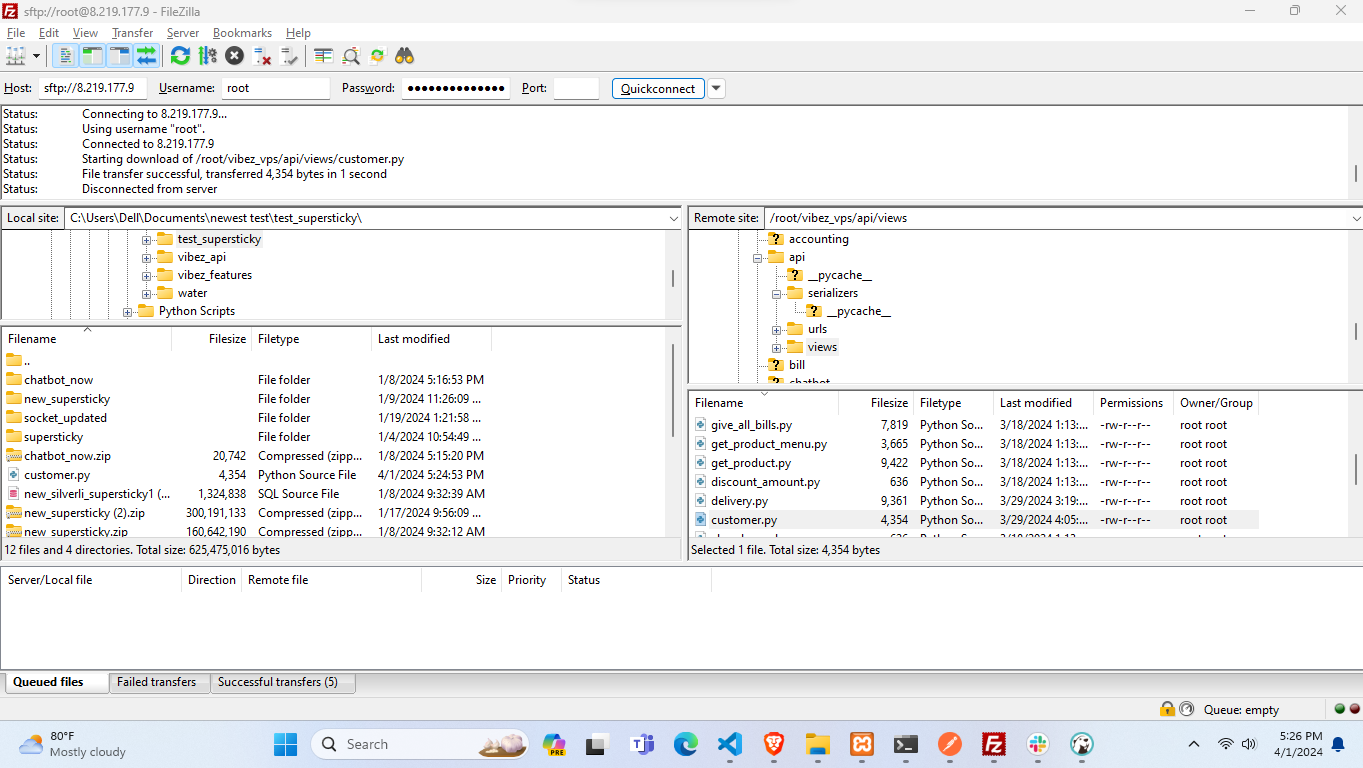 sftp://root@8.219.177.9 - FileZilla
File Edit View Transfer Server Bookmarks Help
Host: sftp://8.219.177.9 Username: root Password: ●●●●●●●●●●●●●● Port: Quickconnect
Status: Connecting to 8.219.177.9...
Status: Using username "root".
Status: Connected to 8.219.177.9
Status: Starting download of /root/vibez_vps/api/views/customer.py
Status: File transfer successful, transferred 4,354 bytes in 1 second
Status: Disconnected from server
Local site: C:\Users\Dell\Documents\newest test\test_supersticky\
test_supersticky
vibez_api
vibez_features
water
Python Scripts
Filename Filesize Filetype Last modified
..
chatbot_now File folder 1/8/2024 5:16:53 PM
new_supersticky File folder 1/9/2024 11:26:09 ...
socket_updated File folder 1/19/2024 1:21:58 ...
supersticky File folder 1/4/2024 10:54:49 ...
chatbot_now.zip 20,742 Compressed (zipp... 1/8/2024 5:15:20 PM
customer.py 4,354 Python Source File 4/1/2024 5:24:53 PM
new_silverli_supersticky1 (... 1,324,838 SQL Source File 1/8/2024 9:32:39 AM
new_supersticky (2).zip 300,191,133 Compressed (zipp... 1/17/2024 9:56:09 ...
new_supersticky.zip 160,642,190 Compressed (zipp... 1/8/2024 9:32:12 AM
12 files and 4 directories. Total size: 625,475,016 bytes
Remote site: /root/vibez_vps/api/views
accounting
api
__pycache__
serializers
__pycache__
urls
views
bill
chatbot
Filename Filesize Filetype Last modified Permissions Owner/Group
give_all_bills.py 7,819 Python So... 3/18/2024 1:13:... -rw-r--r-- root root
get_product_menu.py 3,665 Python So... 3/18/2024 1:13:... -rw-r--r-- root root
get_product.py 9,422 Python So... 3/18/2024 1:13:... -rw-r--r-- root root
discount_amount.py 636 Python So... 3/18/2024 1:13:... -rw-r--r-- root root
delivery.py 9,361 Python So... 3/29/2024 3:19:... -rw-r--r-- root root
customer.py 4,354 Python So... 3/29/2024 4:05:... -rw-r--r-- root root
Selected 1 file. Total size: 4,354 bytes
Server/Local file Direction Remote file Size Priority Status
Queued files Failed transfers Successful transfers (5)
Queue: empty
80°F
Mostly cloudy
Search
PRE
5:26 PM
4/1/2024